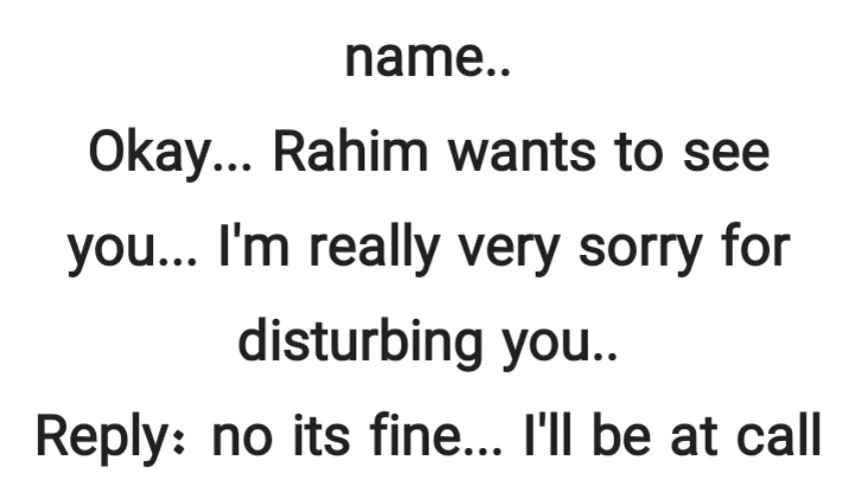 name..
Okay... Rahim wants to see
you... I'm really very sorry for
disturbing you..
Reply: no its fine... I'll be at call